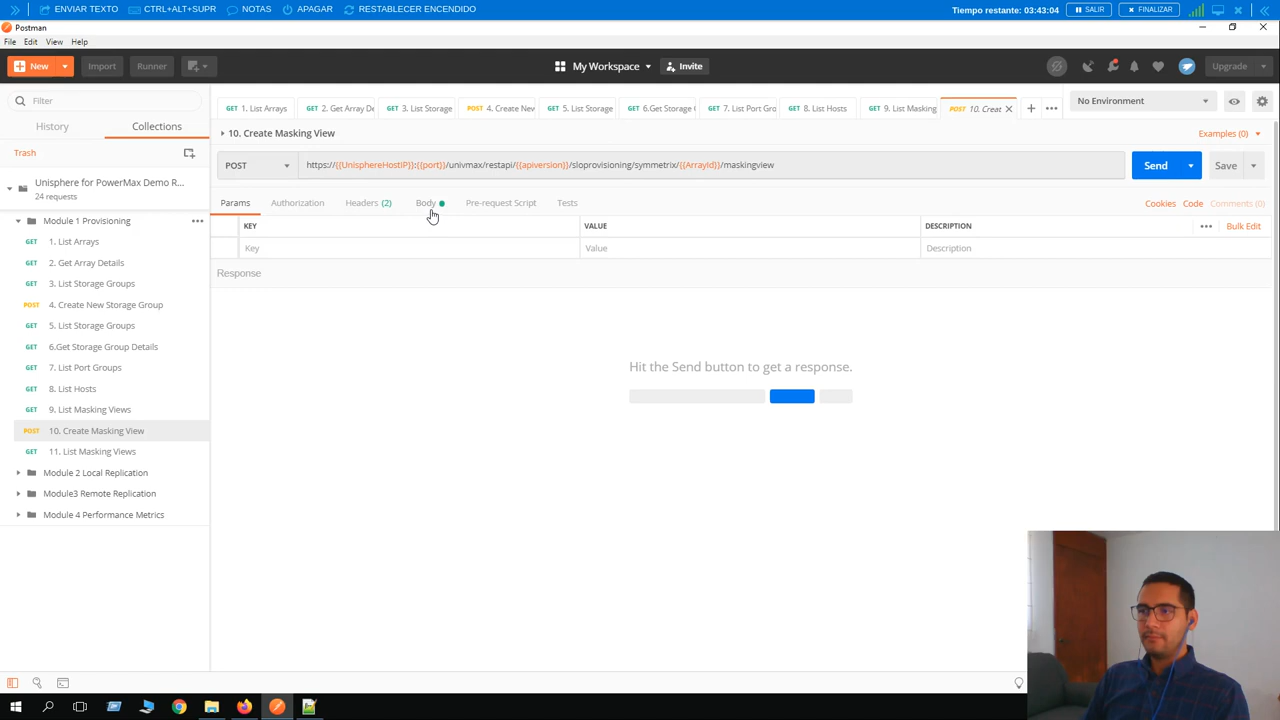 ENVIAR TEXTO CTRL+ALT+SUPR NOTAS APAGAR RESTABLECER ENCENDIDO Tiempo restante: 03:43:04 SALIR FINALIZAR
Postman
File Edit View Help
New Import Runner My Workspace Invite Upgrade
Filter
GET 1. List Arrays GET 2. Get Array De GET 3. List Storage POST 4. Create Nev GET 5. List Storage GET 6.Get Storage GET 7. List Port Gro GET 8. List Hosts GET 9. List Masking POST 10. Creat No Environment
History Collections
10. Create Masking View Examples (0)
Trash
POST https://{{UnisphereHostIP}}:{{port}}/univmax/restapi/{{apiversion}}/sloprovisioning/symmetrix/{{ArrayId}}/maskingview Send Save
Unisphere for PowerMax Demo R...
24 requests
Params Authorization Headers (2) Body Pre-request Script Tests Cookies Code Comments (0)
Module 1 Provisioning
KEY VALUE DESCRIPTION Bulk Edit
GET 1. List Arrays
Key Value Description
GET 2. Get Array Details
Response
GET 3. List Storage Groups
POST 4. Create New Storage Group
GET 5. List Storage Groups
GET 6.Get Storage Group Details
GET 7. List Port Groups
Hit the Send button to get a response.
GET 8. List Hosts
GET 9. List Masking Views
POST 10. Create Masking View
GET 11. List Masking Views
Module 2 Local Replication
Module3 Remote Replication
Module 4 Performance Metrics